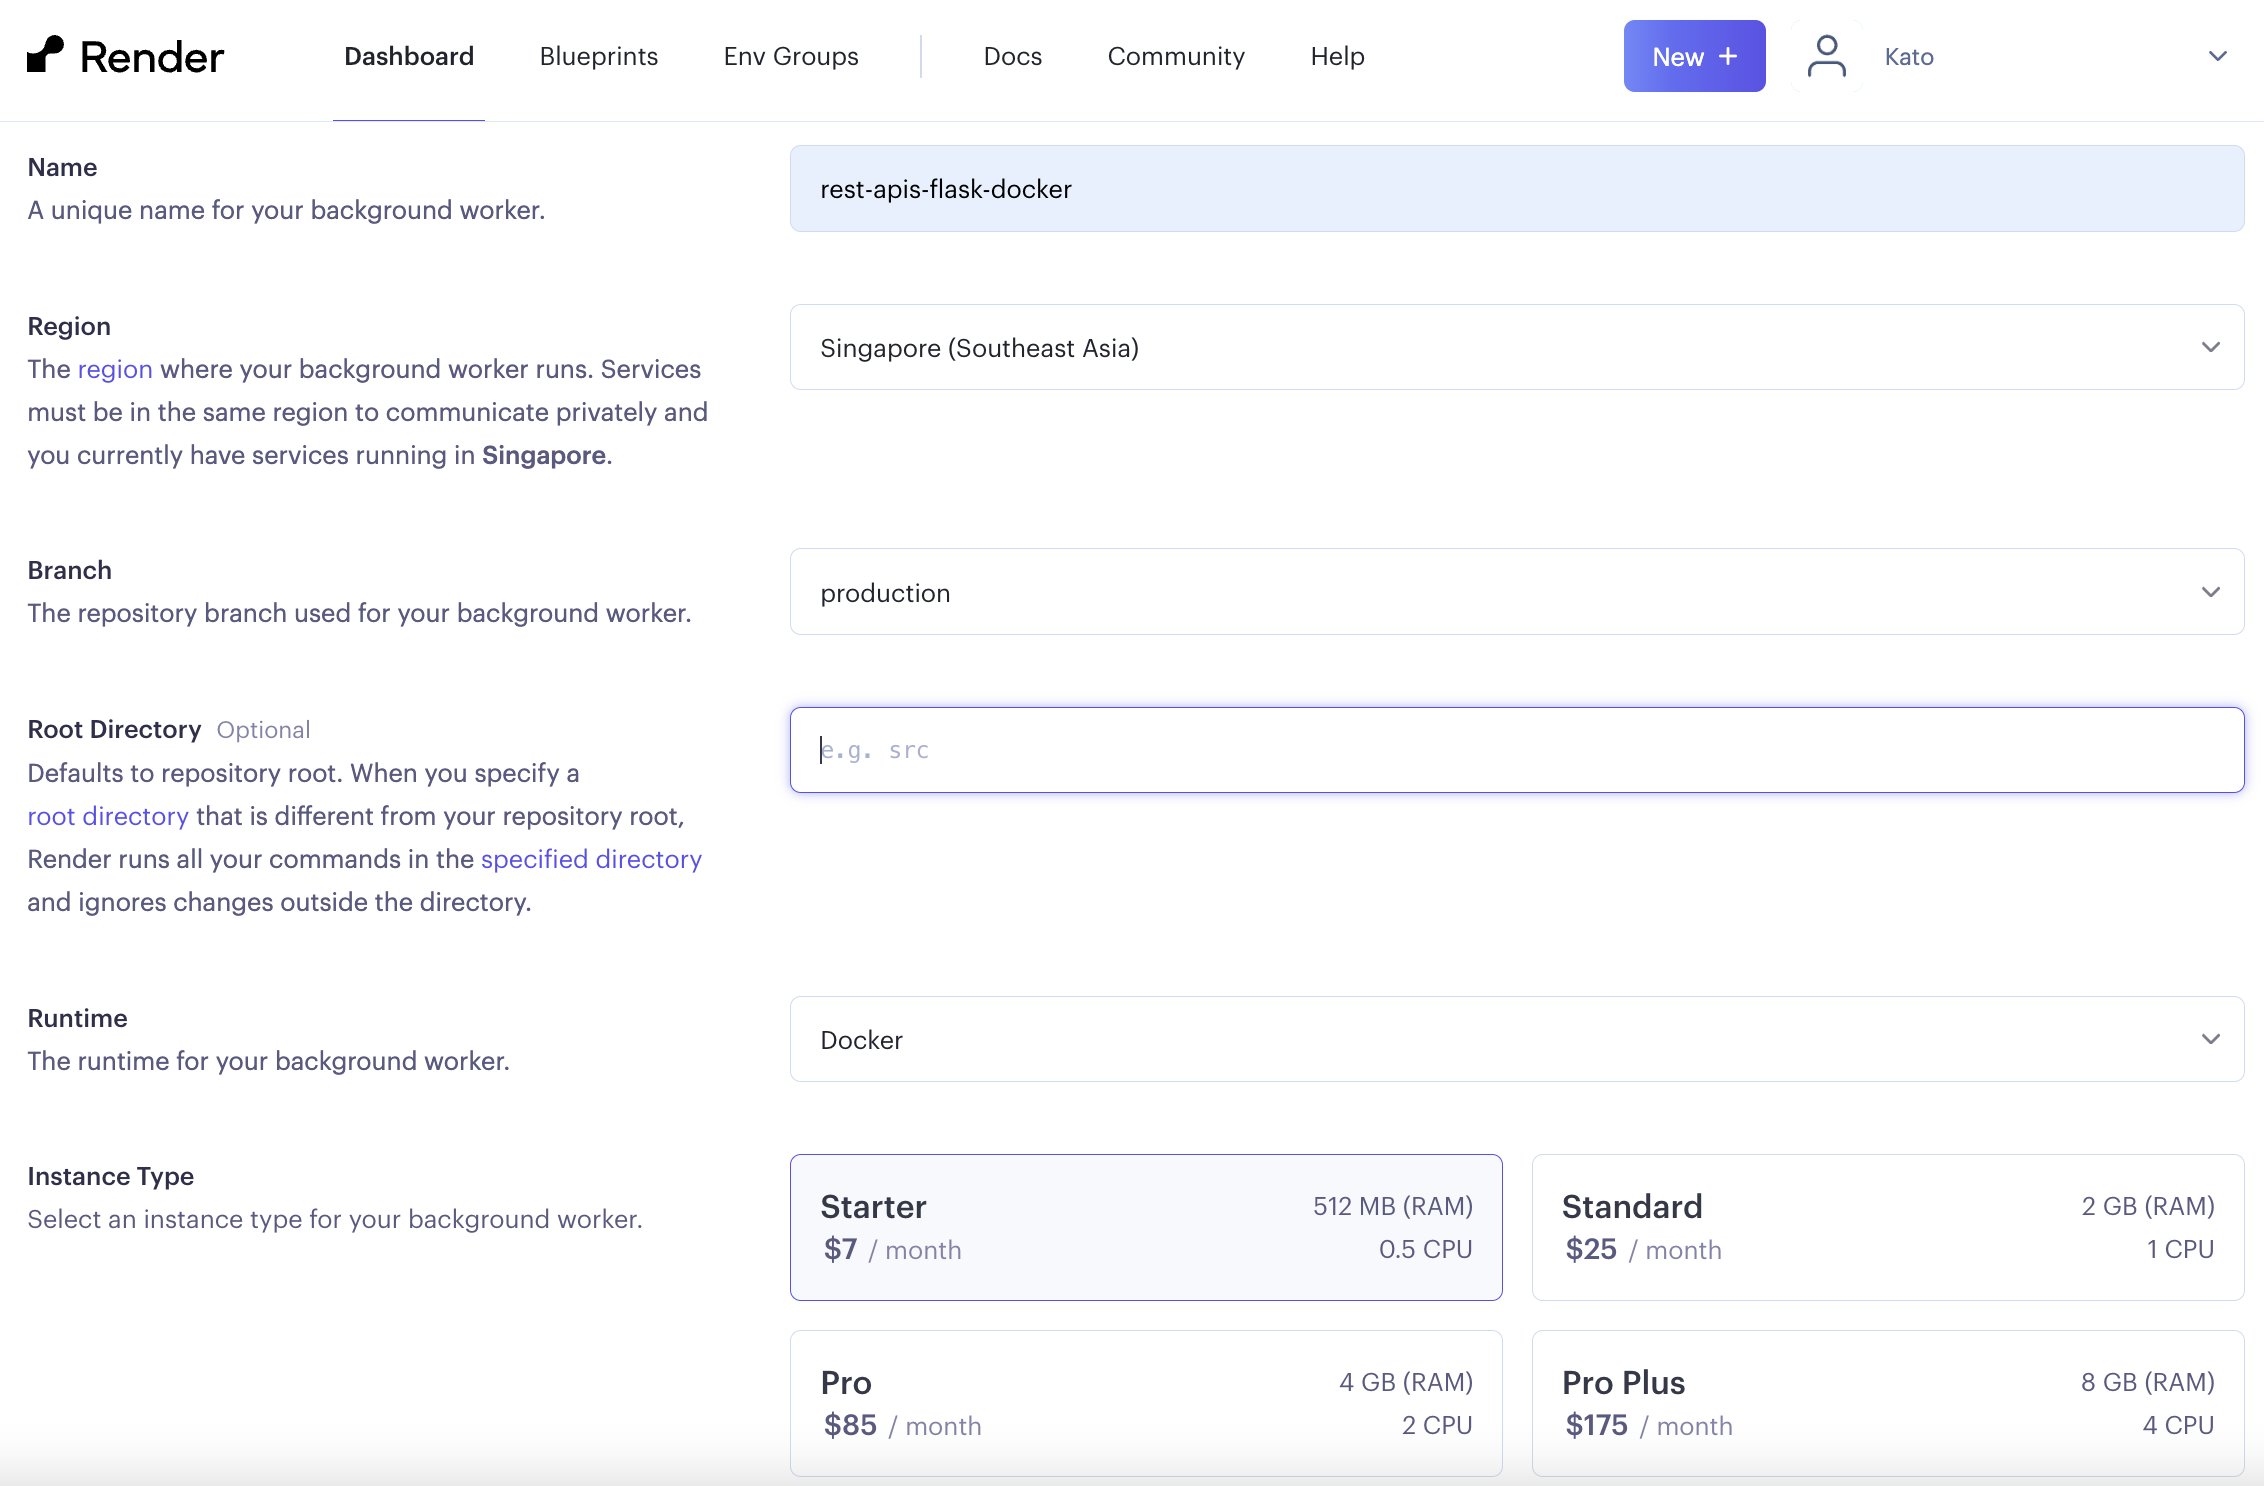 Render
Dashboard
Blueprints
Env Groups
Docs
Community
Help
New +
Kato
Name
A unique name for your background worker.
rest-apis-flask-docker
Region
The region where your background worker runs. Services
must be in the same region to communicate privately and
you currently have services running in Singapore.
Singapore (Southeast Asia)
Branch
The repository branch used for your background worker.
production
Root Directory Optional
Defaults to repository root. When you specify a
root directory that is different from your repository root,
Render runs all your commands in the specified directory
and ignores changes outside the directory.
e.g. src
Runtime
The runtime for your background worker.
Docker
Instance Type
Select an instance type for your background worker.
Starter
512 MB (RAM)
$7 / month
0.5 CPU
Standard
2 GB (RAM)
$25 / month
1 CPU
Pro
4 GB (RAM)
$85 / month
2 CPU
Pro Plus
8 GB (RAM)
$175 / month
4 CPU